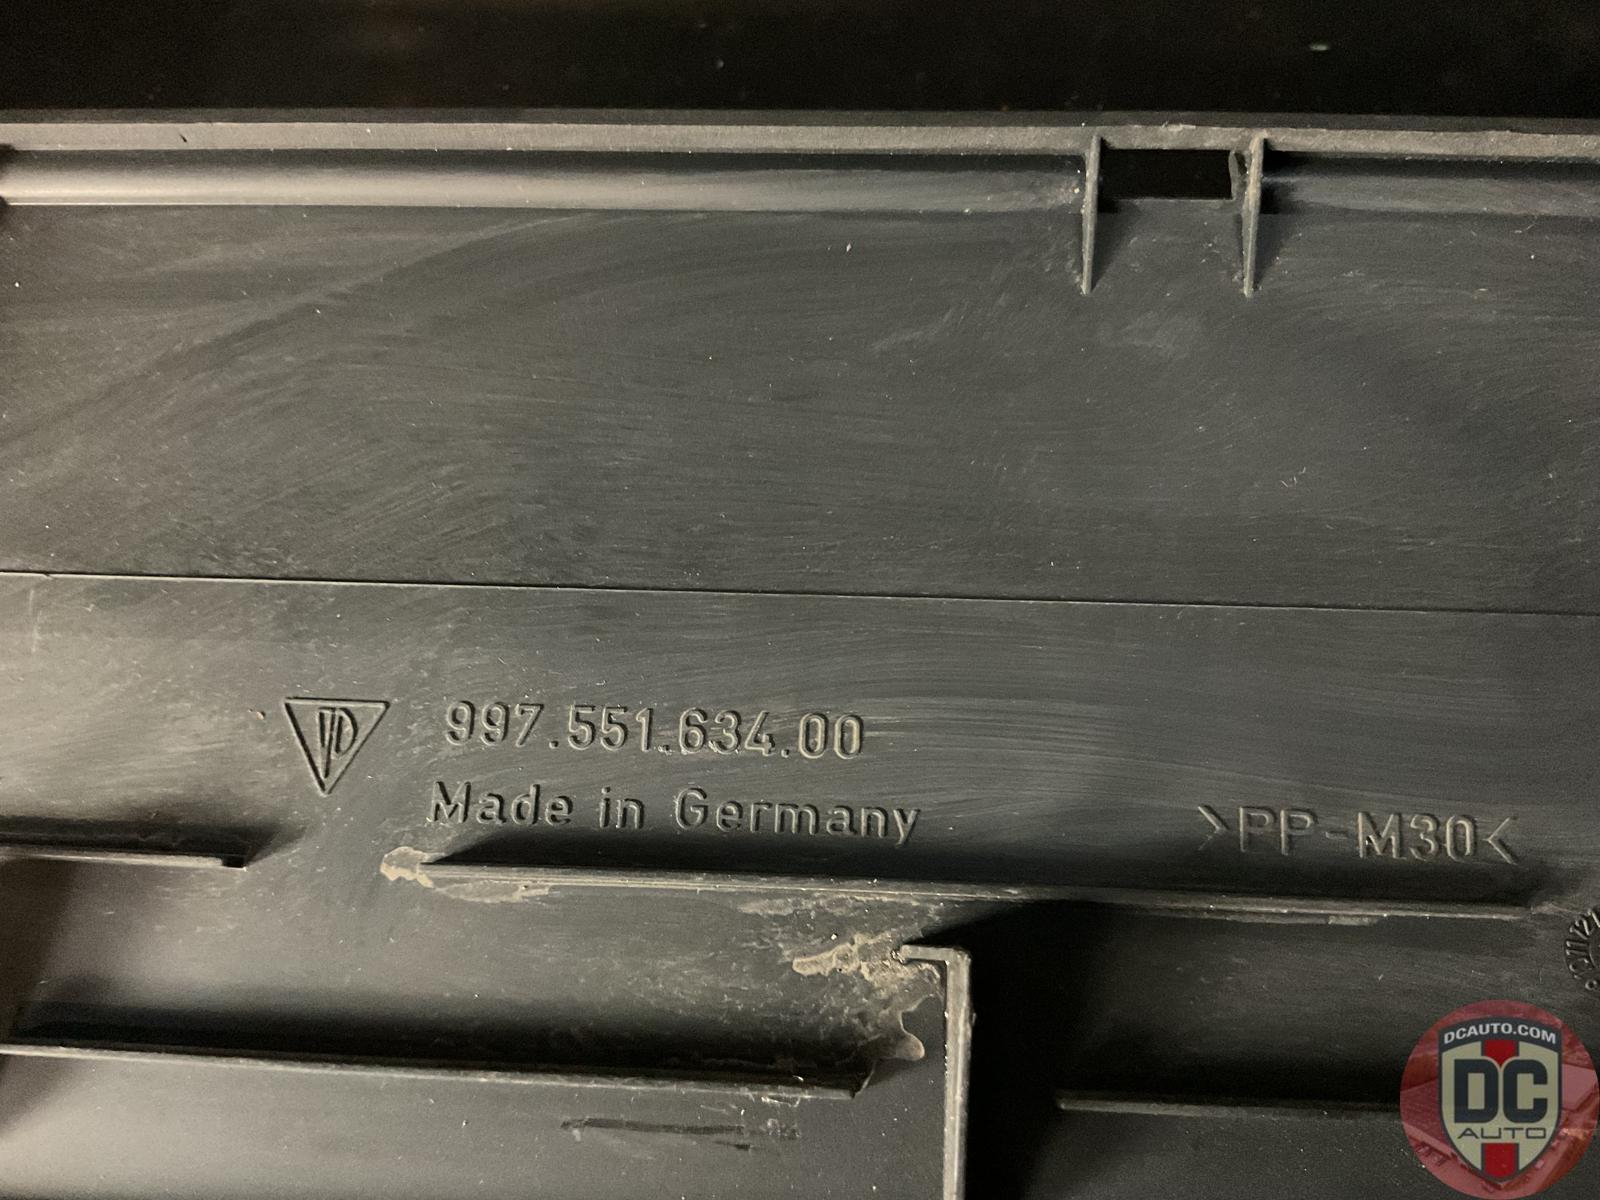 997.551.634.00
Made in Germany
>PP-M30<
DCAUTO.COM
DC
AUTO